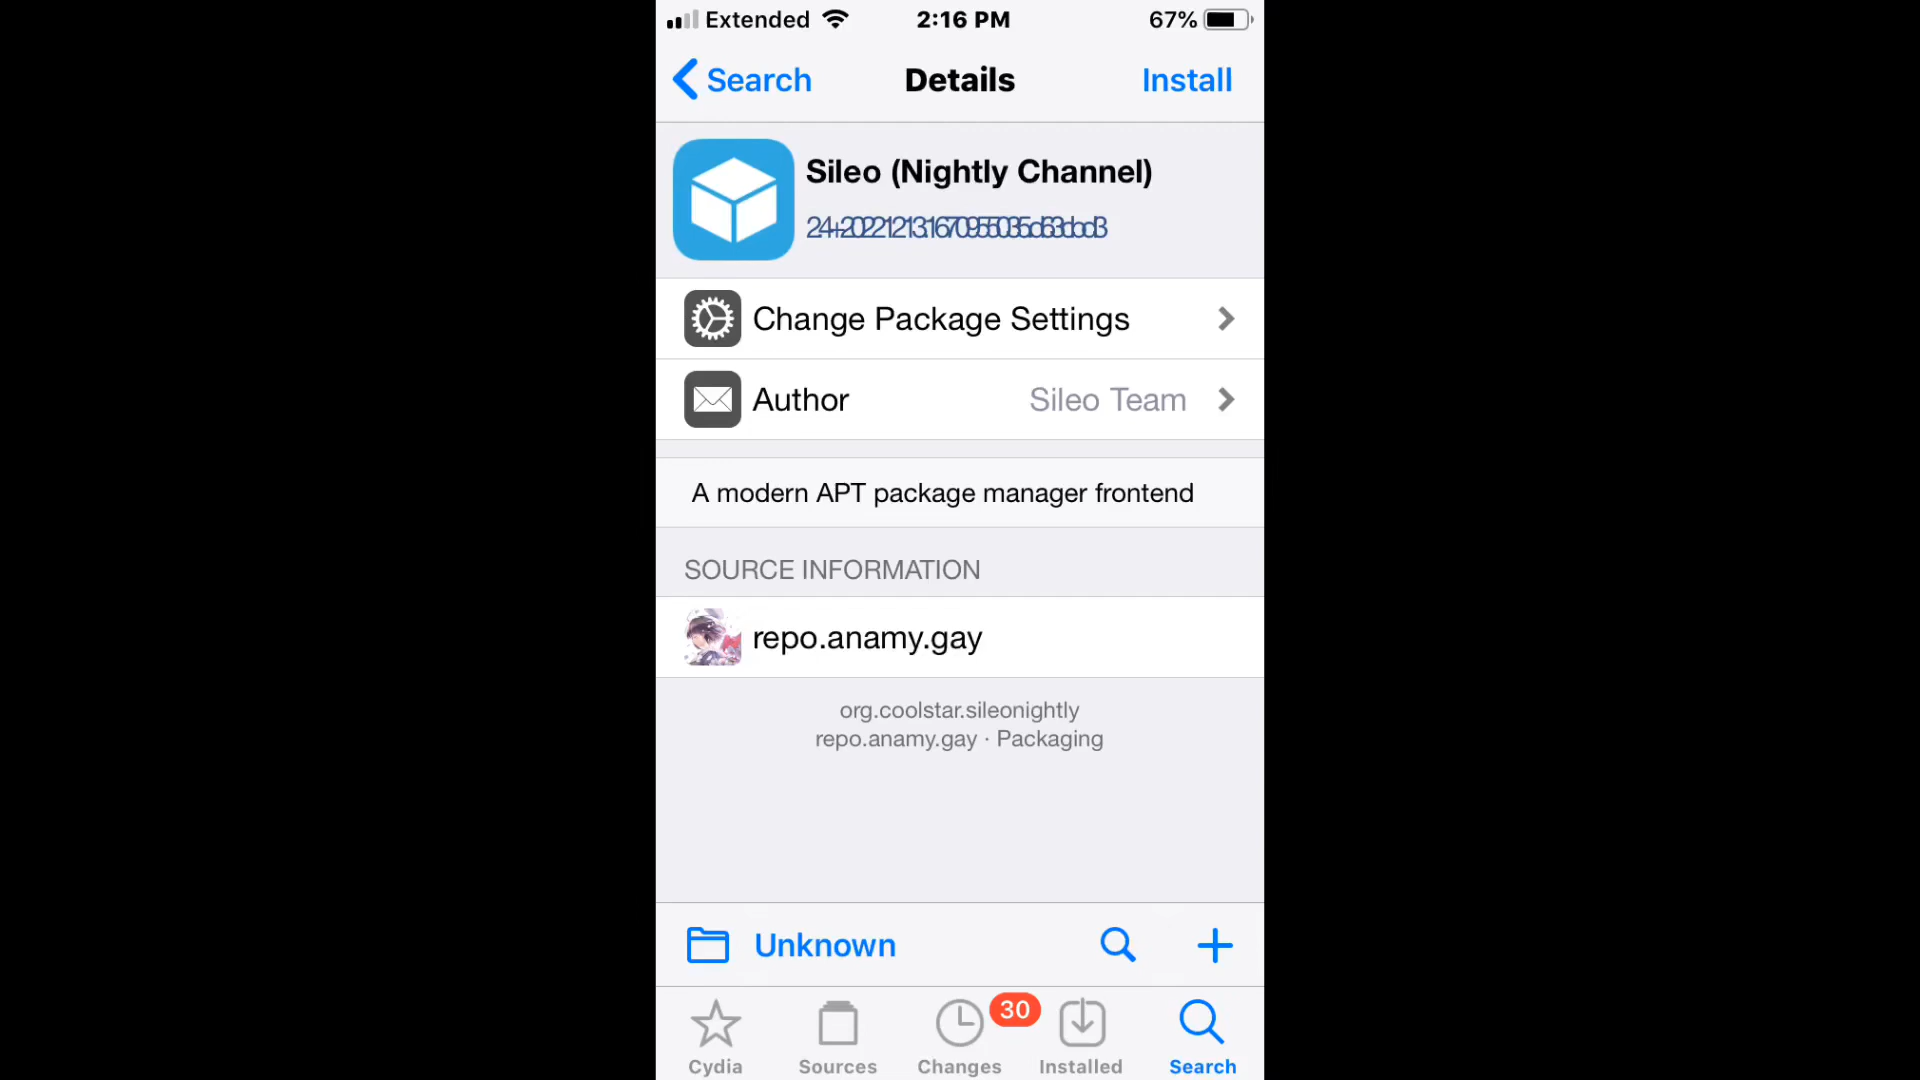 Extended 2:16 PM 67%
Search Details Install
Sileo (Nightly Channel)
Change Package Settings
Author Sileo Team
A modern APT package manager frontend
SOURCE INFORMATION
repo.anamy.gay
org.coolstar.sileonightly
repo.anamy.gay · Packaging
Unknown
30
Cydia Sources Changes Installed Search